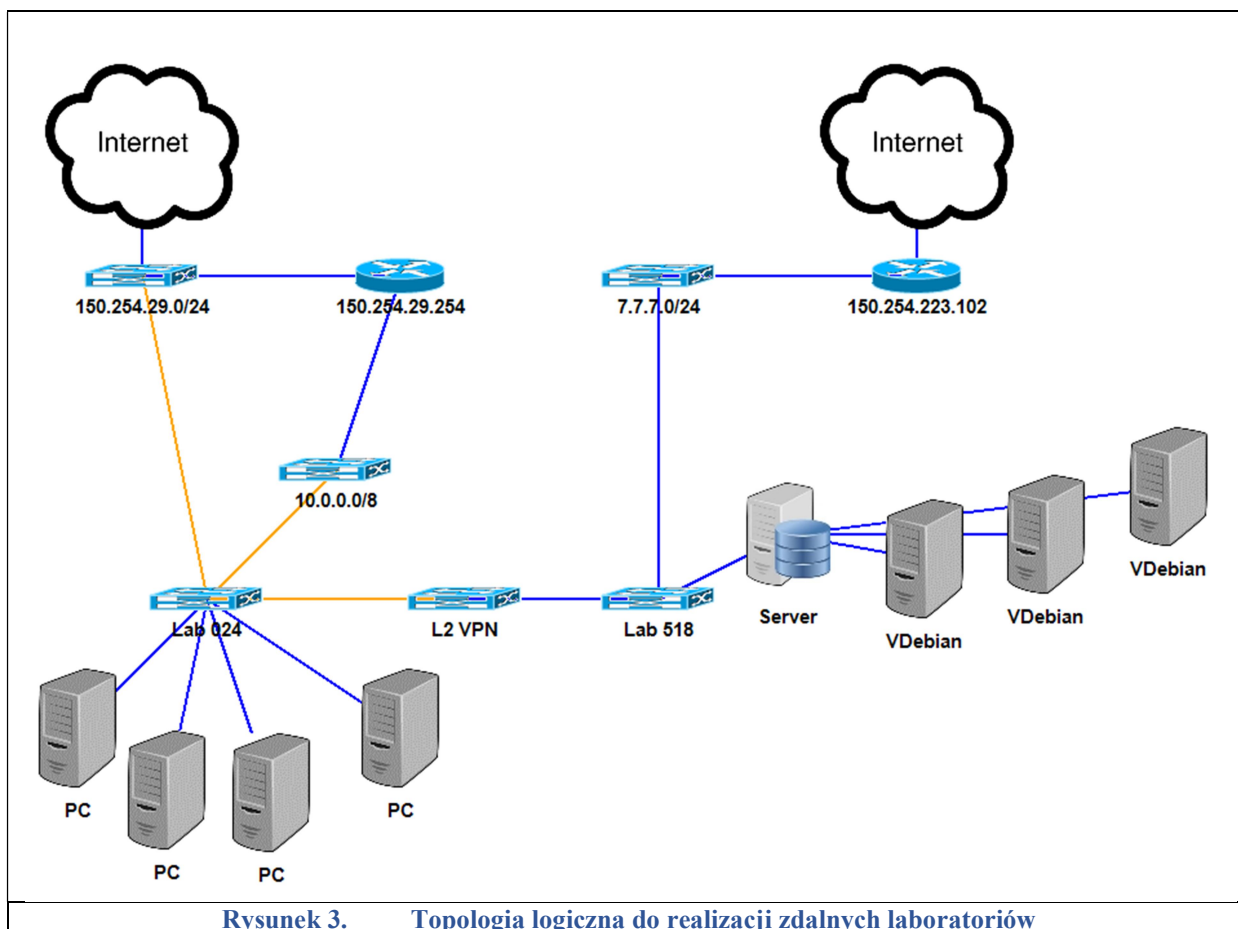 Internet
Internet
150.254.29.0/24
150.254.29.254
7.7.7.0/24
150.254.223.102
10.0.0.0/8
VDebian
Server
VDebian
VDebian
Lab 024
L2 VPN
Lab 518
PC
PC
PC
PC
Rysunek 3. Topologia logiczna do realizacji zdalnych laboratoriów